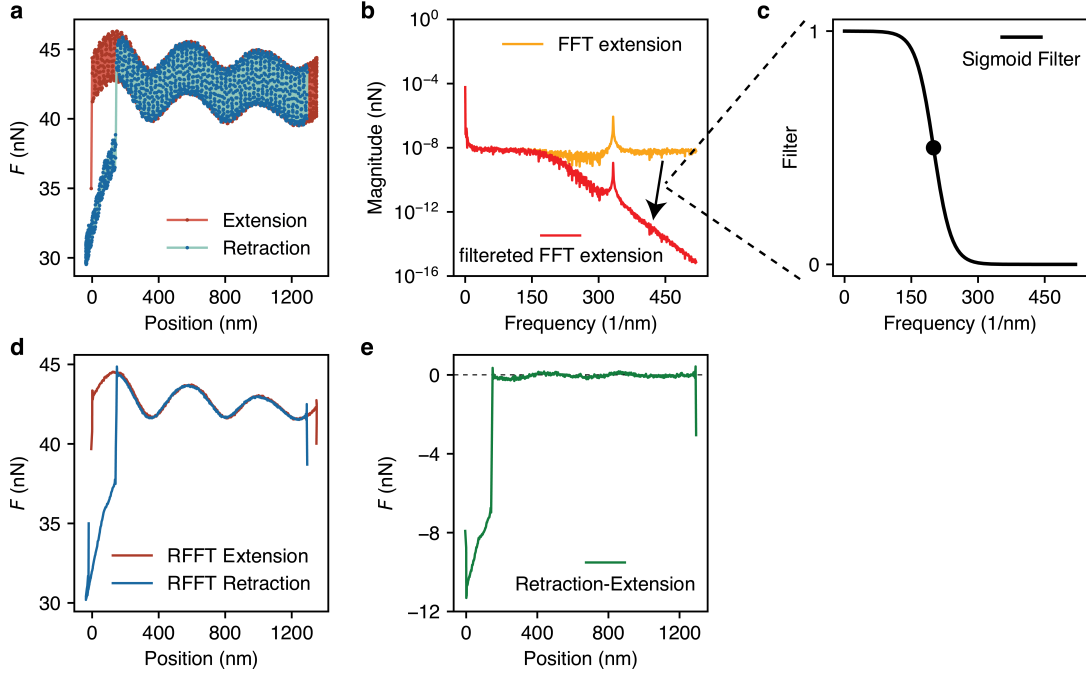 a
45
40
35
30
F (nN)
Extension
Retraction
0
400
800
1200
Position (nm)
b
10⁰
10⁻⁴
10⁻⁸
10⁻¹²
10⁻¹⁶
Magnitude (nN)
FFT extension
filtereted FFT extension
0
150
300
450
Frequency (1/nm)
c
1
0
Filter
Sigmoid Filter
0
150
300
450
Frequency (1/nm)
d
45
40
35
30
F (nN)
RFFT Extension
RFFT Retraction
0
400
800
1200
Position (nm)
e
0
−4
−8
−12
F (nN)
Retraction-Extension
0
400
800
1200
Position (nm)